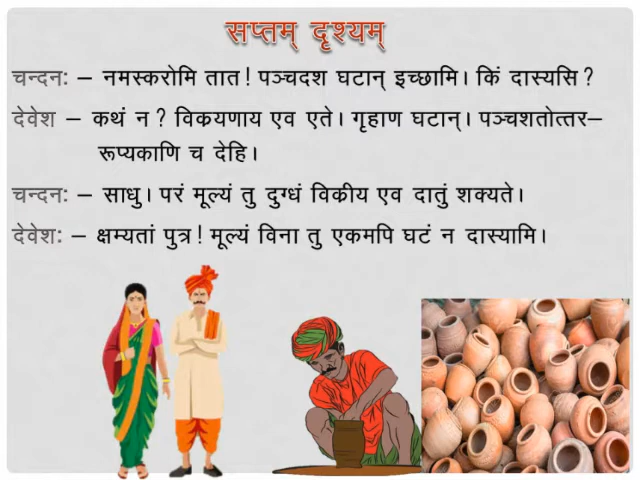 सप्तम् दृश्यम्
चन्दनः – नमस्करोमि तात! पञ्चदश घटान् इच्छामि। किं दास्यसि?
देवेश – कथं न? विक्रयणाय एव एते। गृहाण घटान्। पञ्चशतोत्तर–
रूप्यकाणि च देहि।
चन्दनः – साधु। परं मूल्यं तु दुग्धं विक्रीय एव दातुं शक्यते।
देवेशः – क्षम्यतां पुत्र! मूल्यं विना तु एकमपि घटं न दास्यामि।